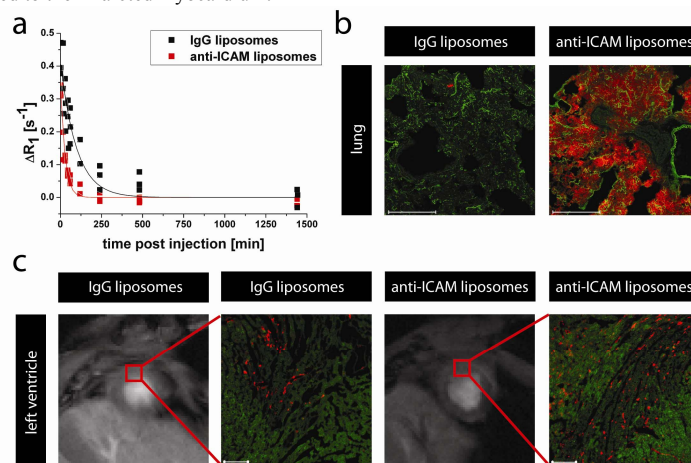 a
IgG liposomes
anti-ICAM liposomes
0.5
0.4
0.3
0.2
0.1
0.0
ΔR1 [s-1]
0 250 500 750 1000 1250 1500
time post injection [min]
b
IgG liposomes anti-ICAM liposomes
lung
c
IgG liposomes IgG liposomes anti-ICAM liposomes anti-ICAM liposomes
left ventricle